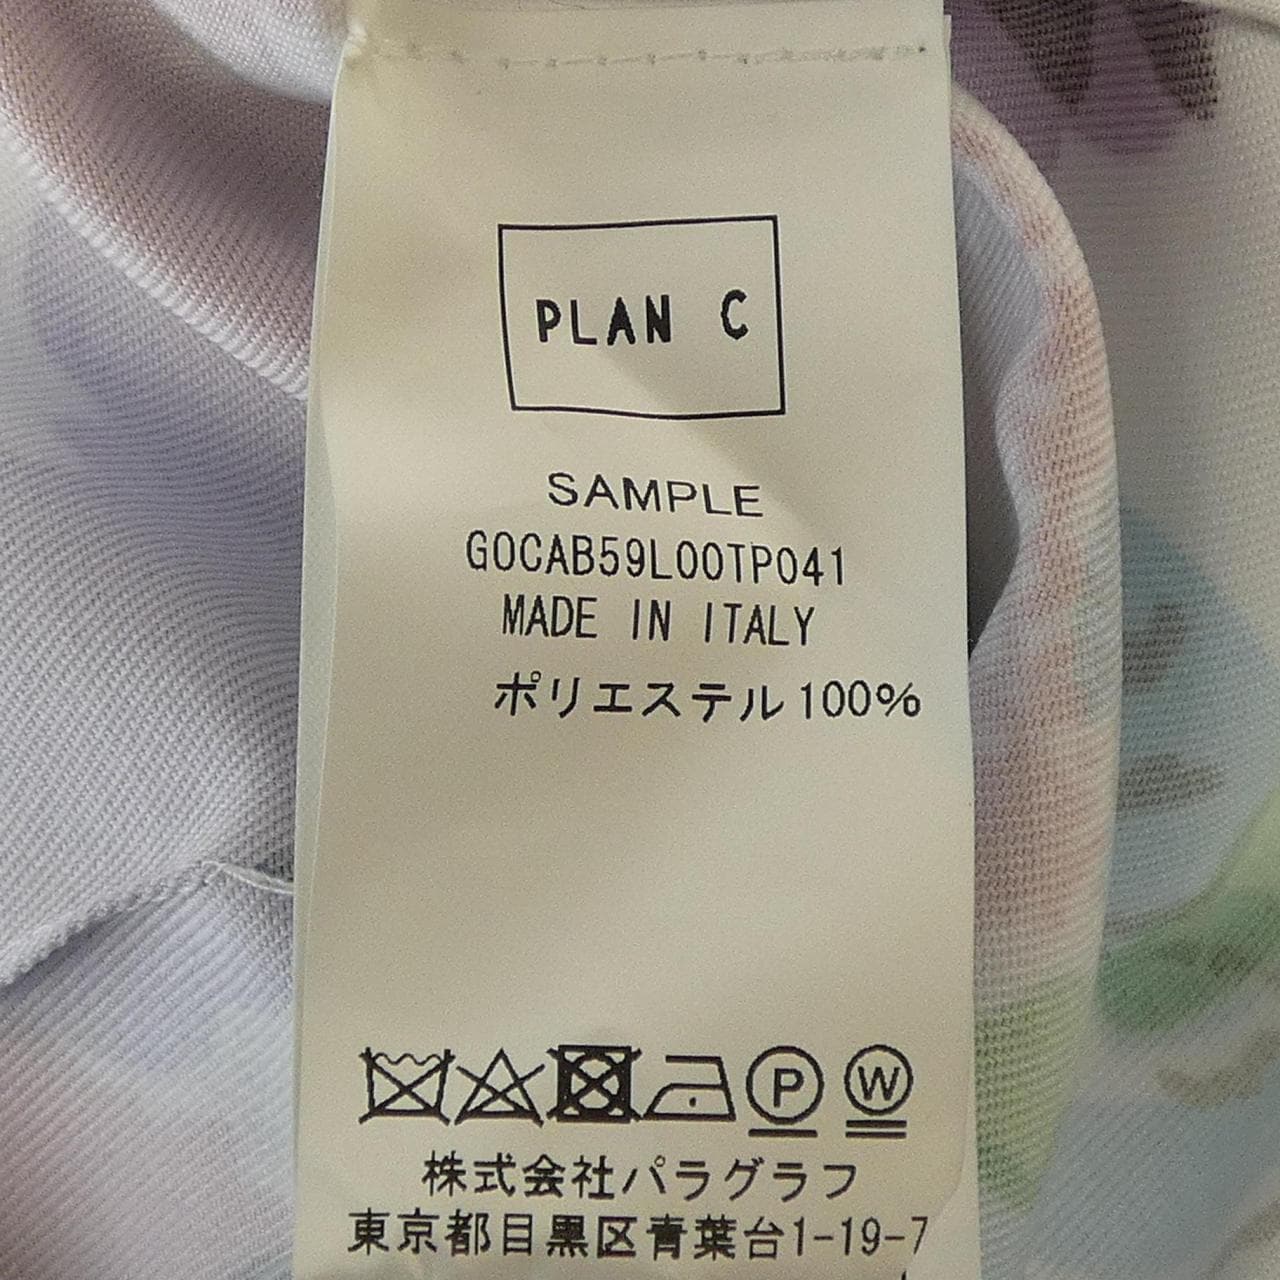 PLAN C
SAMPLE
GOCAB59L00TP041
MADE IN ITALY
ポリエステル100%
P W
株式会社パラグラフ
東京都目黒区青葉台1-19-7